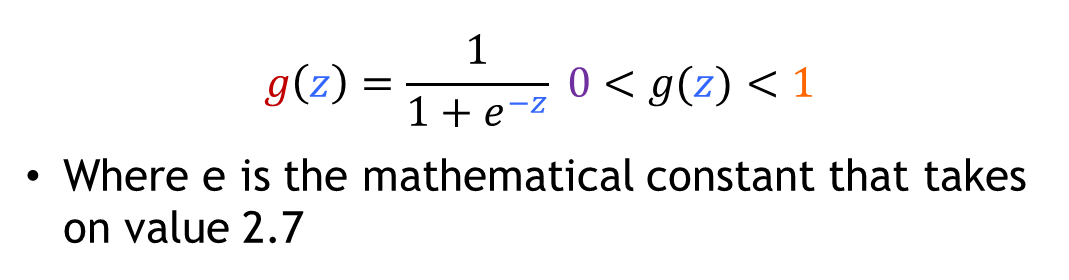 g(z) = 1 / (1 + e^{-z}) 0 < g(z) < 1
• Where e is the mathematical constant that takes
on value 2.7